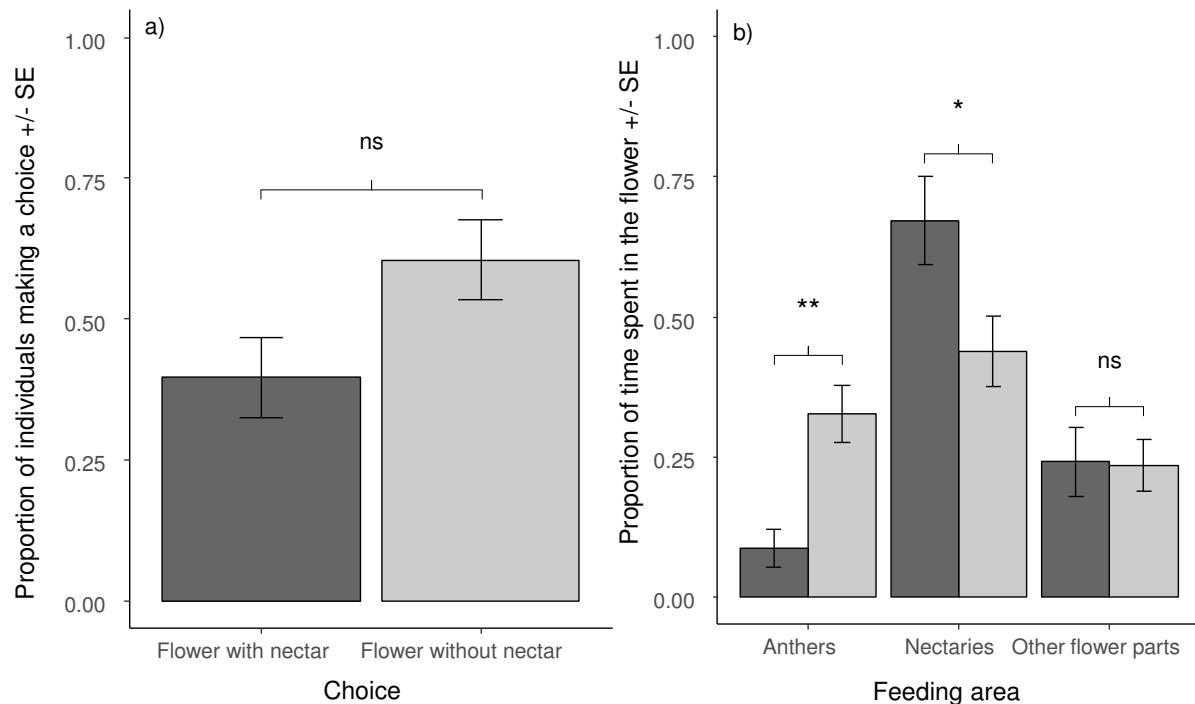 a)
Proportion of individuals making a choice +/- SE
1.00
0.75
0.50
0.25
0.00
ns
Flower with nectar
Flower without nectar
Choice
b)
Proportion of time spent in the flower +/- SE
1.00
0.75
0.50
0.25
0.00
**
*
ns
Anthers
Nectaries
Other flower parts
Feeding area